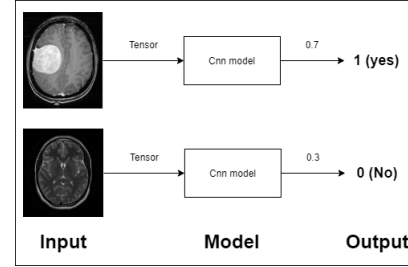 Tensor
Cnn model
0.7
1 (yes)
Tensor
Cnn model
0.3
0 (No)
Input
Model
Output